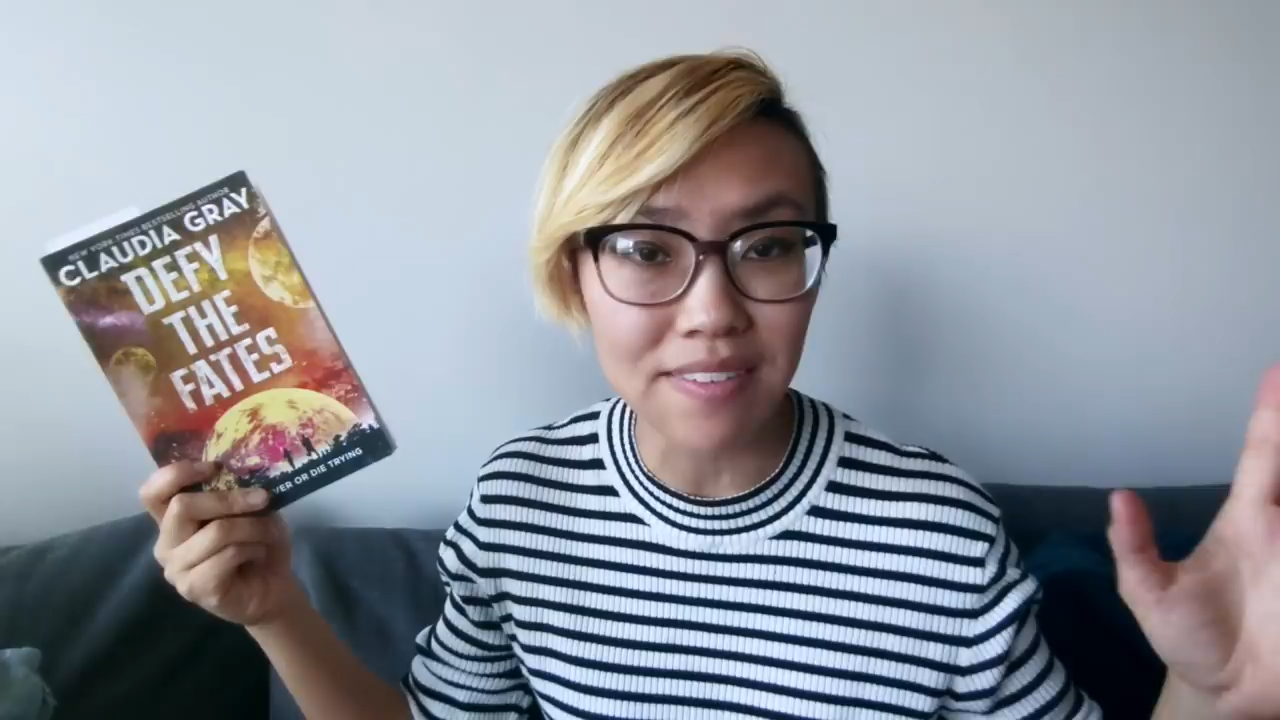 NEW YORK TIMES BESTSELLING AUTHOR
CLAUDIA GRAY
DEFY
THE
FATES
OR DIE TRYING